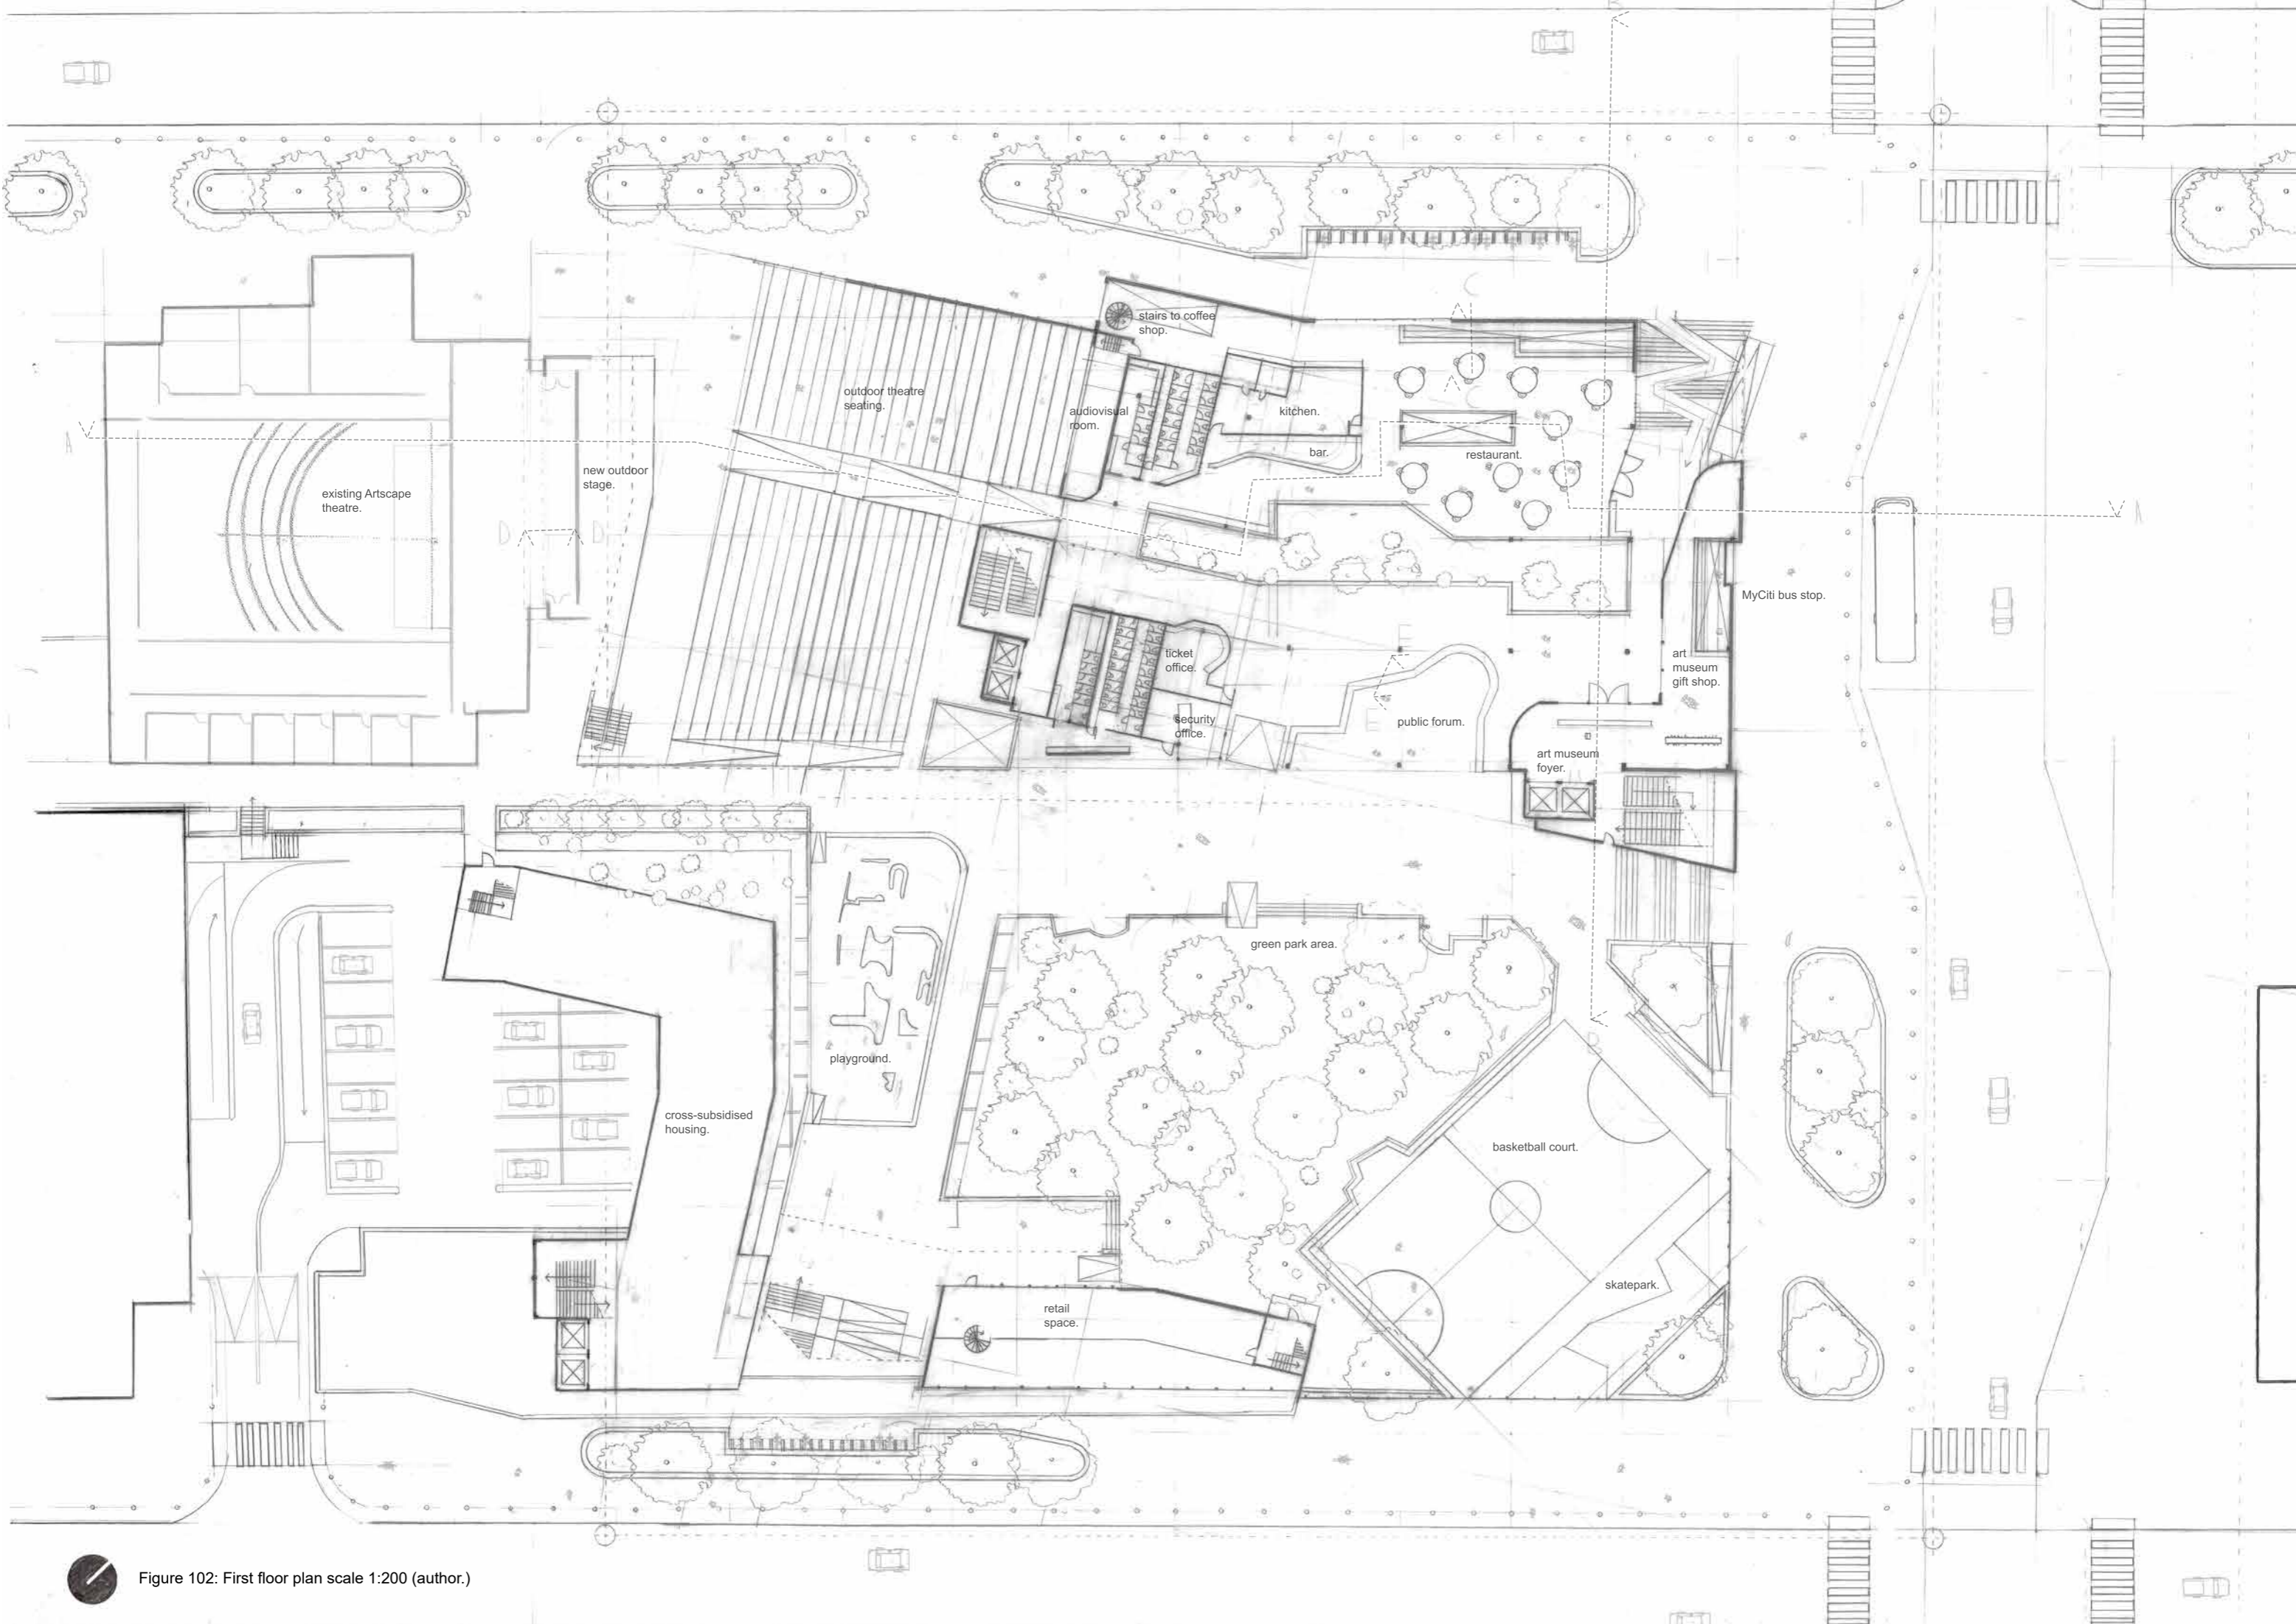 B
stairs to coffee
shop.
C
outdoor theatre
seating.
audiovisual
room.
kitchen.
C
A
bar.
restaurant.
new outdoor
stage.
existing Artscape
theatre.
A
D
D
MyCiti bus stop.
ticket
office.
E
art
museum
gift shop.
security
office.
E
public forum.
art museum
foyer.
green park area.
B
playground.
cross-subsidised
housing.
basketball court.
skatepark.
retail
space.
Figure 102: First floor plan scale 1:200 (author.)